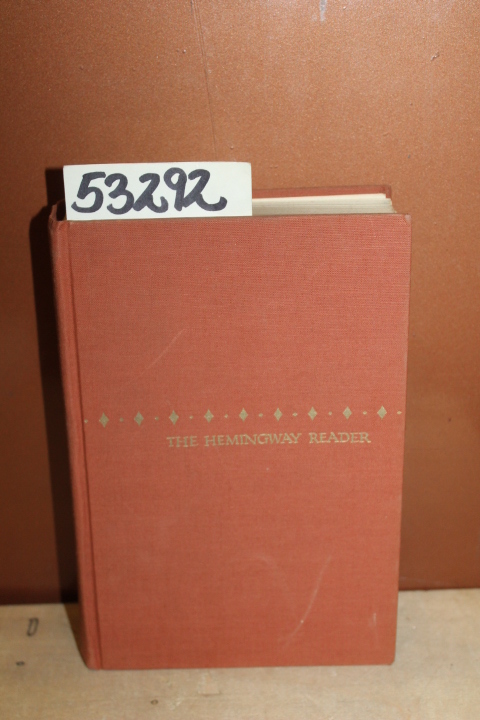 53292
THE HEMINGWAY READER
D